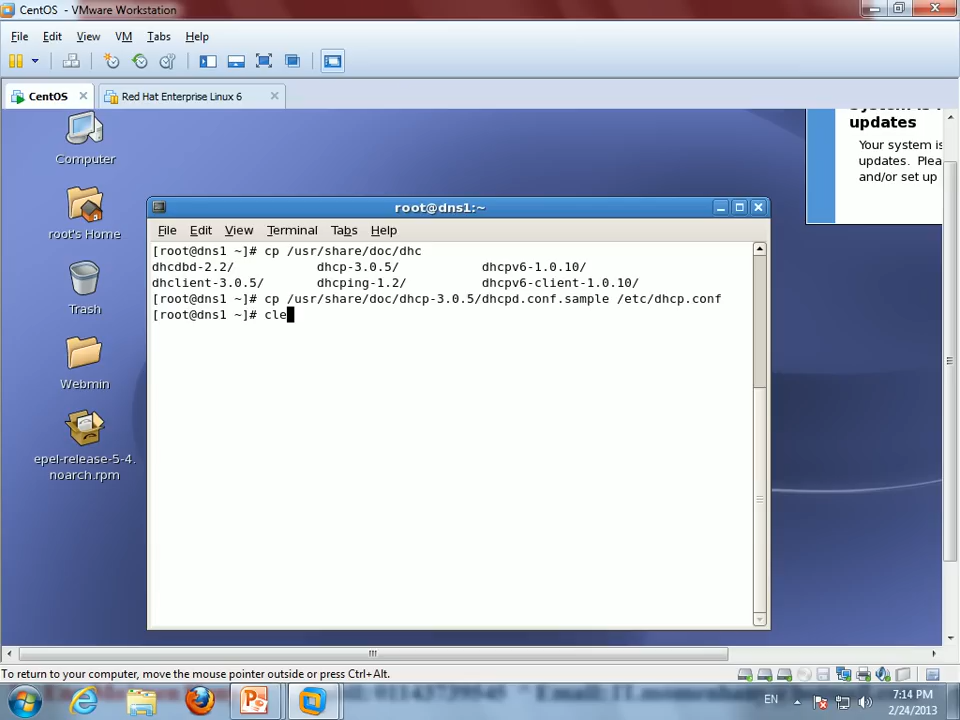 CentOS - VMware Workstation
File Edit View VM Tabs Help
CentOS Red Hat Enterprise Linux 6
updates
Your system is
updates. Plea
and/or set up
Computer
root's Home
Trash
Webmin
epel-release-5-4.
noarch.rpm
root@dns1:~
File Edit View Terminal Tabs Help
[root@dns1 ~]# cp /usr/share/doc/dhc
dhcdbd-2.2/ dhcp-3.0.5/ dhcpv6-1.0.10/
dhclient-3.0.5/ dhcping-1.2/ dhcpv6-client-1.0.10/
[root@dns1 ~]# cp /usr/share/doc/dhcp-3.0.5/dhcpd.conf.sample /etc/dhcp.conf
[root@dns1 ~]# cle
To return to your computer, move the mouse pointer outside or press Ctrl+Alt.
EN
7:14 PM
2/24/2013